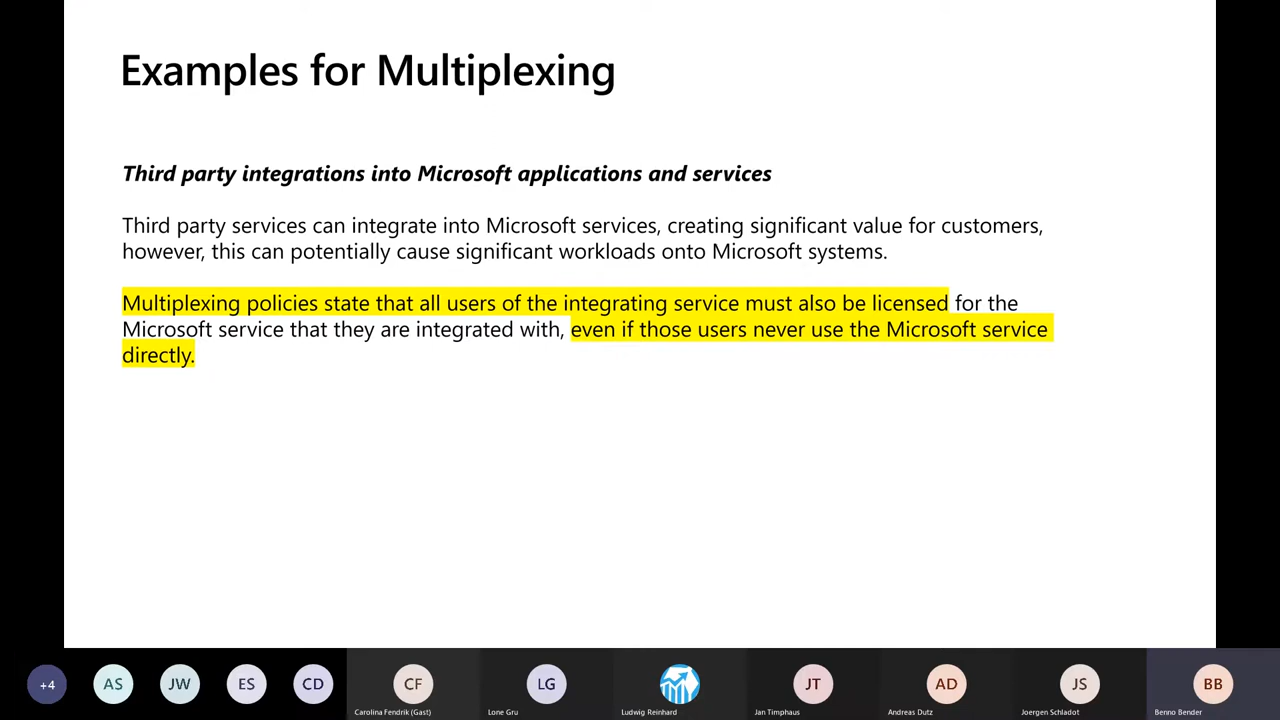 Examples for Multiplexing
Third party integrations into Microsoft applications and services
Third party services can integrate into Microsoft services, creating significant value for customers,
however, this can potentially cause significant workloads onto Microsoft systems.
Multiplexing policies state that all users of the integrating service must also be licensed for the
Microsoft service that they are integrated with, even if those users never use the Microsoft service
directly.
+4
AS
JW
ES
CD
CF
LG
JT
AD
JS
BB
Carolina Fendrik (Gast)
Lone Gru
Ludwig Reinhard
Jan Timphaus
Andreas Dutz
Joergen Schladot
Benno Bender